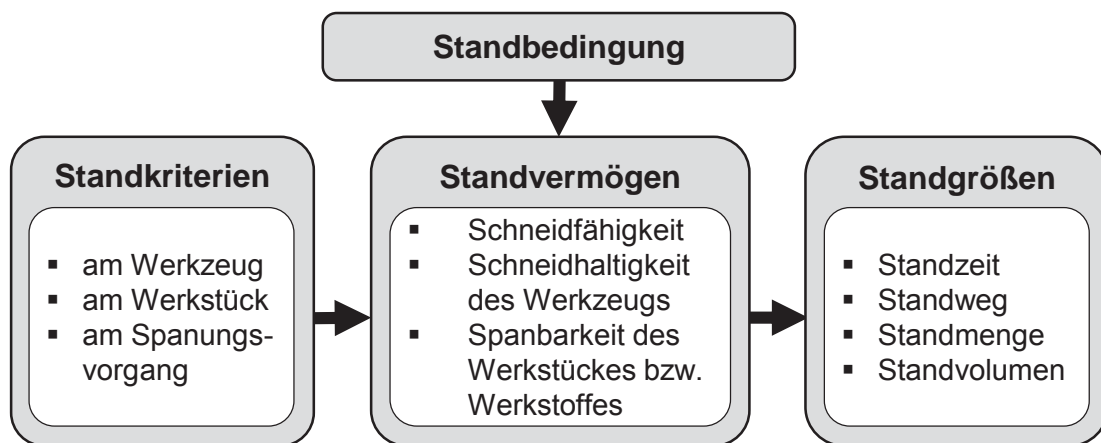 Standbedingung
Standkriterien
▪ am Werkzeug
▪ am Werkstück
▪ am Spanungs-
vorgang
Standvermögen
▪ Schneidfähigkeit
▪ Schneidhaltigkeit
des Werkzeugs
▪ Spanbarkeit des
Werkstückes bzw.
Werkstoffes
Standgrößen
▪ Standzeit
▪ Standweg
▪ Standmenge
▪ Standvolumen